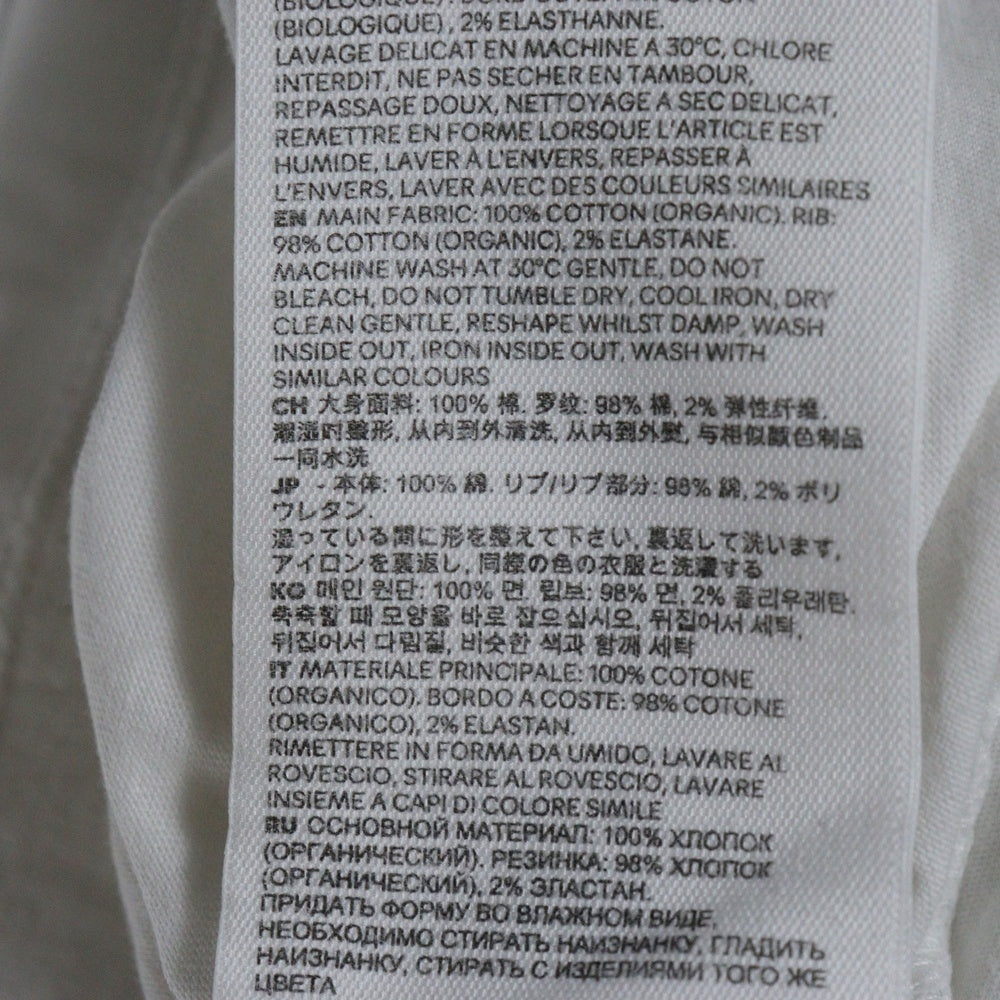 (BIOLOGIQUE), 2% ELASTHANNE.
LAVAGE DELICAT EN MACHINE A 30°C, CHLORE
INTERDIT, NE PAS SECHER EN TAMBOUR,
REPASSAGE DOUX, NETTOYAGE A SEC DELICAT,
REMETTRE EN FORME LORSQUE L'ARTICLE EST
HUMIDE, LAVER À L'ENVERS, REPASSER À
L'ENVERS, LAVER AVEC DES COULEURS SIMILAIRES
EN MAIN FABRIC: 100% COTTON (ORGANIC). RIB:
98% COTTON (ORGANIC), 2% ELASTANE.
MACHINE WASH AT 30°C GENTLE, DO NOT
BLEACH, DO NOT TUMBLE DRY, COOL IRON, DRY
CLEAN GENTLE, RESHAPE WHILST DAMP, WASH
INSIDE OUT, IRON INSIDE OUT, WASH WITH
SIMILAR COLOURS
CH 大身面料: 100% 棉. 罗纹: 98% 棉, 2% 弹性纤维.
潮湿时整形, 从内到外清洗, 从内到外熨, 与相似颜色制品
一同水洗
JP - 本体: 100% 綿. リブ/リブ部分: 98% 綿, 2% ポリ
ウレタン.
湿っている間に形を整えて下さい, 裏返して洗います,
アイロンを裏返し, 同様の色の衣服と洗濯する
KO 메인 원단: 100% 면. 립브: 98% 면, 2% 폴리우레탄.
축축할 때 모양을 바로 잡으십시오, 뒤집어서 세탁,
뒤집어서 다림질, 비슷한 색과 함께 세탁
IT MATERIALE PRINCIPALE: 100% COTONE
(ORGANICO). BORDO A COSTE: 98% COTONE
(ORGANICO), 2% ELASTAN.
RIMETTERE IN FORMA DA UMIDO, LAVARE AL
ROVESCIO, STIRARE AL ROVESCIO, LAVARE
INSIEME A CAPI DI COLORE SIMILE
RU ОСНОВНОЙ МАТЕРИАЛ: 100% ХЛОПОК
(ОРГАНИЧЕСКИЙ). РЕЗИНКА: 98% ХЛОПОК
(ОРГАНИЧЕСКИЙ), 2% ЭЛАСТАН.
ПРИДАТЬ ФОРМУ ВО ВЛАЖНОМ ВИДЕ,
НЕОБХОДИМО СТИРАТЬ НАИЗНАНКУ, ГЛАДИТЬ
НАИЗНАНКУ, СТИРАТЬ С ИЗДЕЛИЯМИ ТОГО ЖЕ
ЦВЕТА